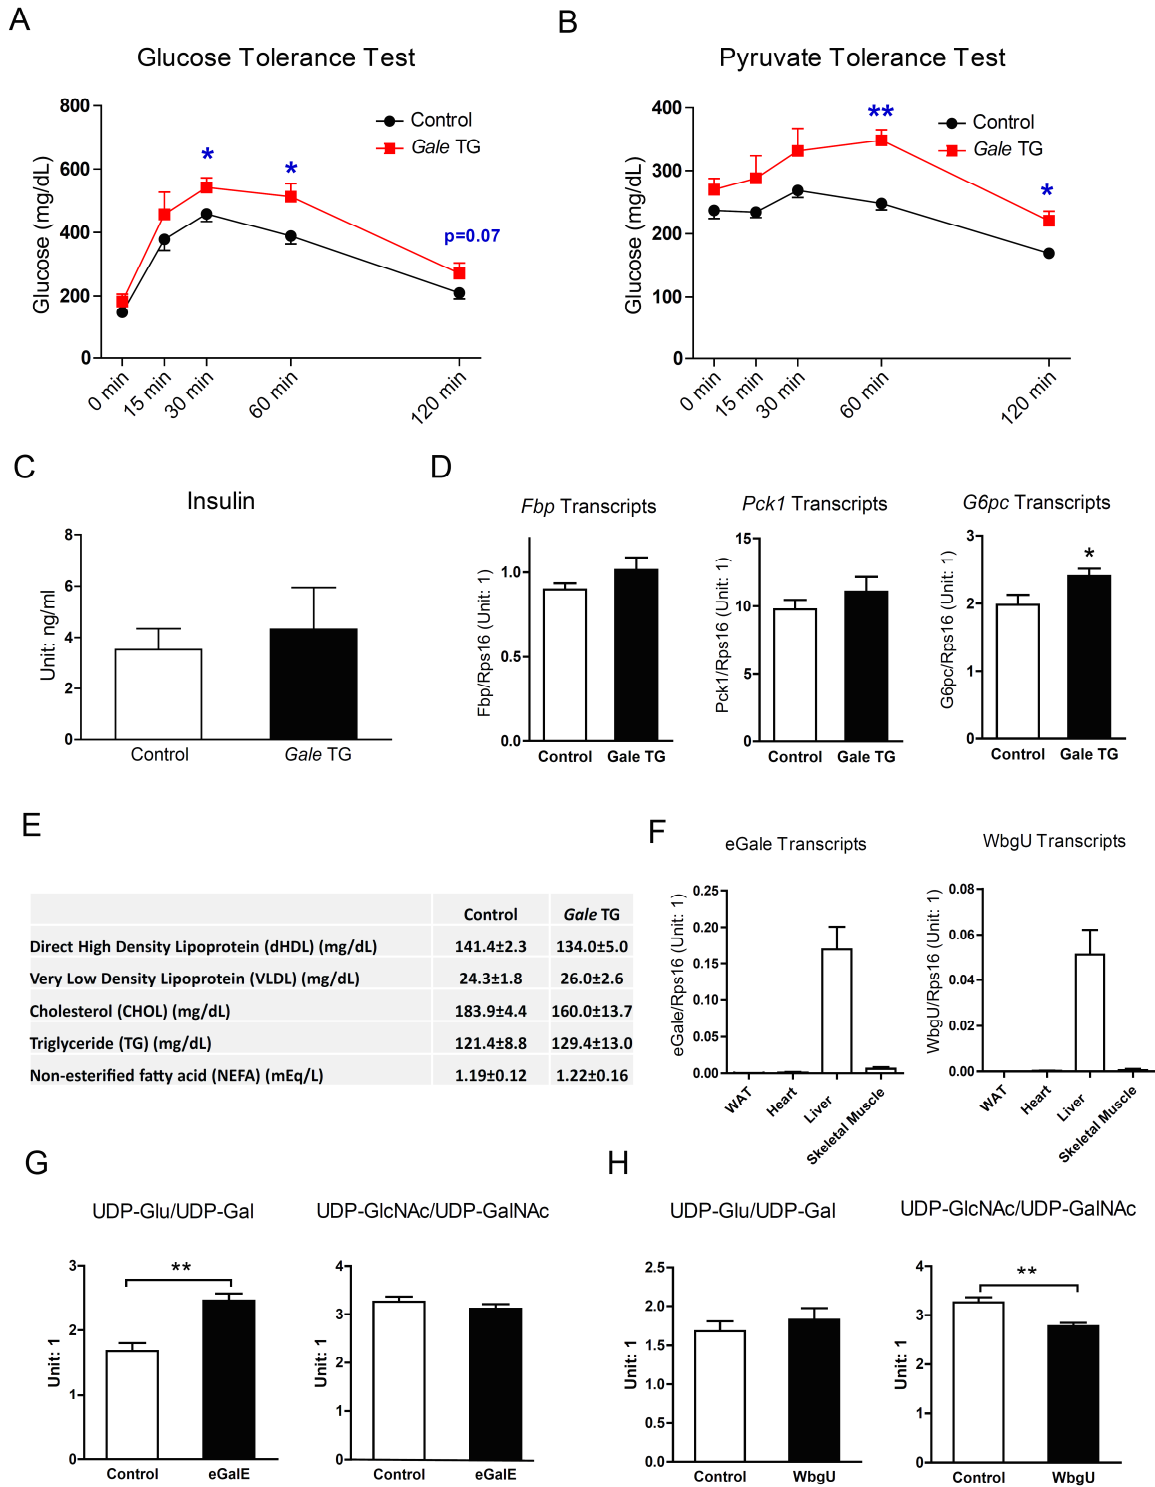 A
Glucose Tolerance Test
800
600
400
200
0
Glucose (mg/dL)
Control
Gale TG
*
*
p=0.07
0 min
15 min
30 min
60 min
120 min
B
Pyruvate Tolerance Test
400
300
200
100
0
Glucose (mg/dL)
Control
Gale TG
**
*
0 min
15 min
30 min
60 min
120 min
C
Insulin
8
6
4
2
0
Unit: ng/ml
Control
Gale TG
D
Fbp Transcripts
1.0
0.5
0.0
Fbp/Rps16 (Unit: 1)
Control
Gale TG
Pck1 Transcripts
15
10
5
0
Pck1/Rps16 (Unit: 1)
Control
Gale TG
G6pc Transcripts
3
2
1
0
G6pc/Rps16 (Unit: 1)
*
Control
Gale TG
E
Control Gale TG
Direct High Density Lipoprotein (dHDL) (mg/dL) 141.4±2.3 134.0±5.0
Very Low Density Lipoprotein (VLDL) (mg/dL) 24.3±1.8 26.0±2.6
Cholesterol (CHOL) (mg/dL) 183.9±4.4 160.0±13.7
Triglyceride (TG) (mg/dL) 121.4±8.8 129.4±13.0
Non-esterified fatty acid (NEFA) (mEq/L) 1.19±0.12 1.22±0.16
F
eGale Transcripts
0.25
0.20
0.15
0.10
0.05
0.00
eGale/Rps16 (Unit: 1)
WAT
Heart
Liver
Skeletal Muscle
WbgU Transcripts
0.08
0.06
0.04
0.02
0.00
WbgU/Rps16 (Unit: 1)
WAT
Heart
Liver
Skeletal Muscle
G
UDP-Glu/UDP-Gal
3
2
1
0
Unit: 1
**
Control
eGalE
UDP-GlcNAc/UDP-GalNAc
4
3
2
1
0
Unit: 1
Control
eGalE
H
UDP-Glu/UDP-Gal
2.5
2.0
1.5
1.0
0.5
0.0
Unit: 1
Control
WbgU
UDP-GlcNAc/UDP-GalNAc
4
3
2
1
0
Unit: 1
**
Control
WbgU